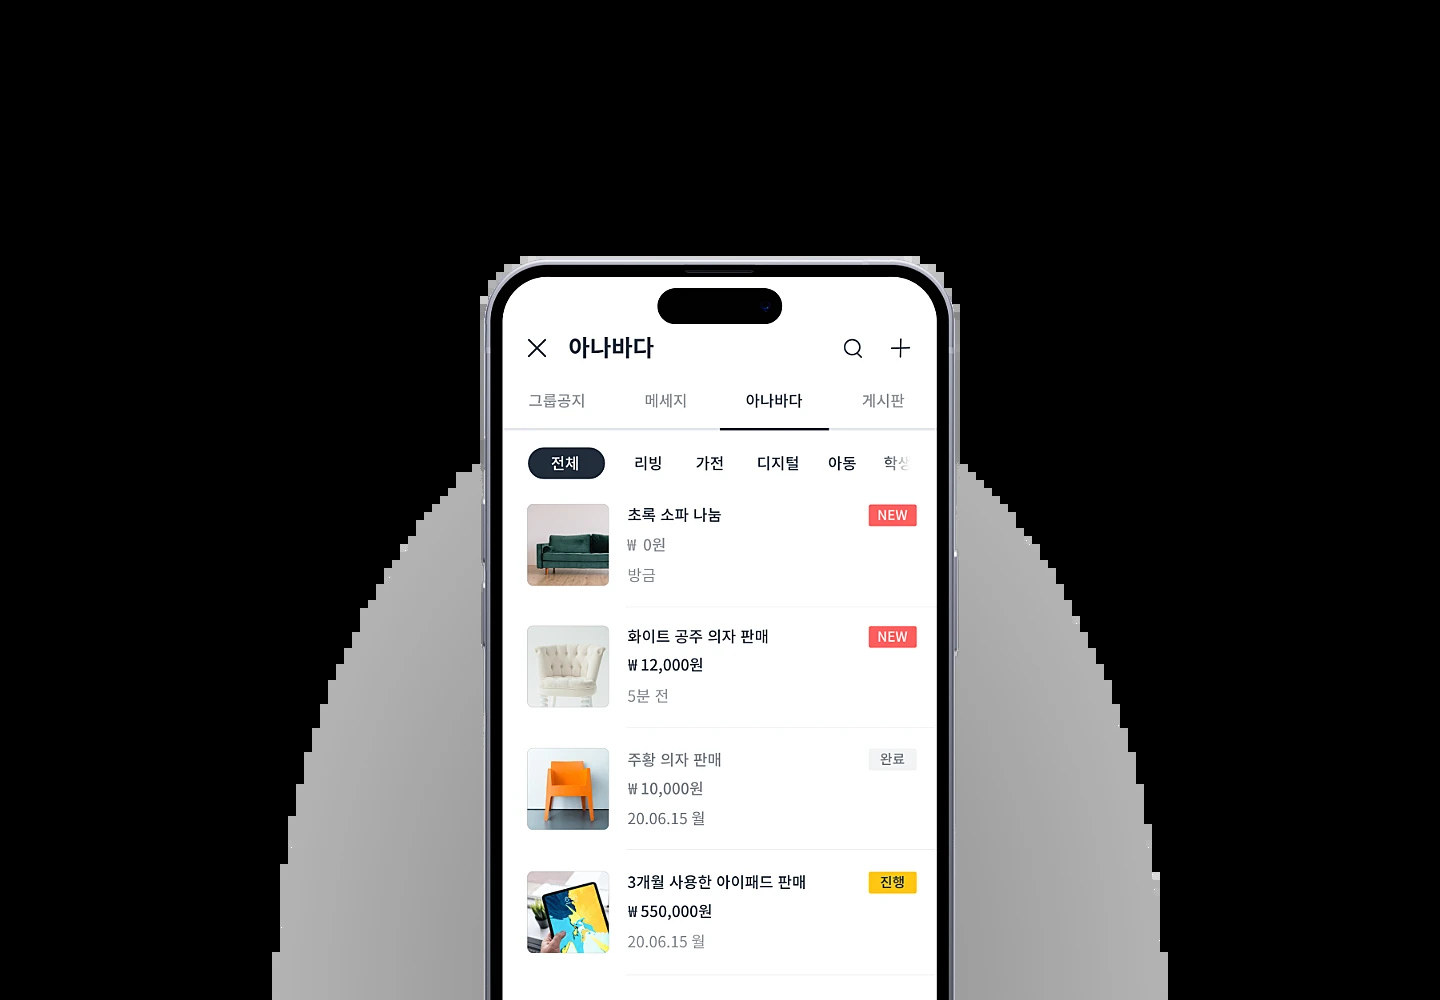 아나바다
그룹공지 메세지 아나바다 게시판
전체 리빙 가전 디지털 아동 학생
초록 소파 나눔 NEW
₩ 0원
방금
화이트 공주 의자 판매 NEW
₩12,000원
5분 전
주황 의자 판매 완료
₩10,000원
20.06.15 월
3개월 사용한 아이패드 판매 진행
₩550,000원
20.06.15 월